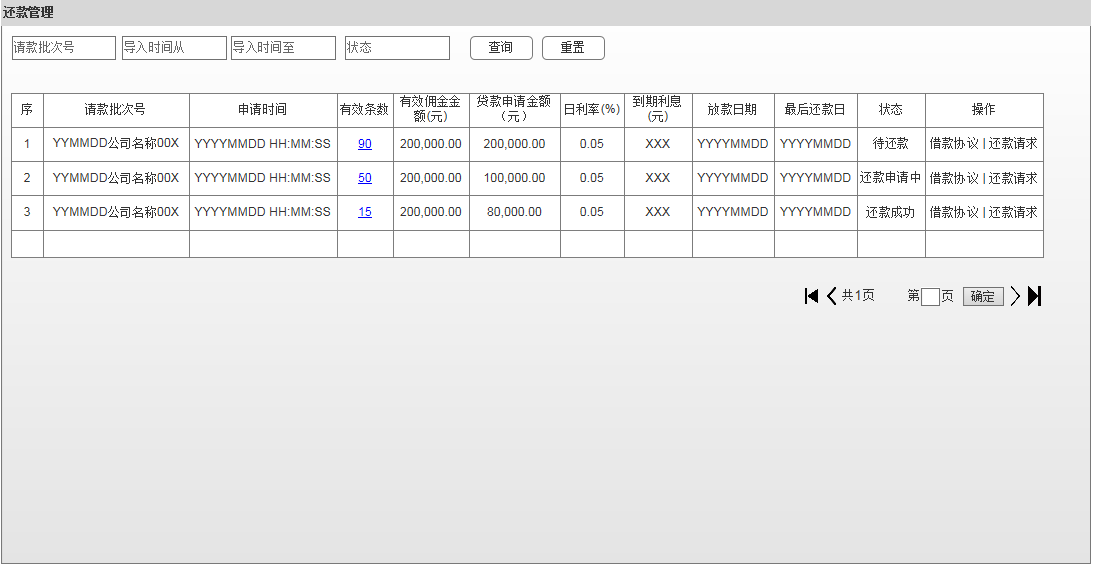 还款管理
请款批次号 导入时间从 导入时间至 状态 查询 重置
序 请款批次号 申请时间 有效条数 有效佣金金额(元) 贷款申请金额（元） 日利率(%) 到期利息(元) 放款日期 最后还款日 状态 操作
1 YYMMDD公司名称00X YYYYMMDD HH:MM:SS 90 200,000.00 200,000.00 0.05 XXX YYYYMMDD YYYYMMDD 待还款 借款协议 | 还款请求
2 YYMMDD公司名称00X YYYYMMDD HH:MM:SS 50 200,000.00 100,000.00 0.05 XXX YYYYMMDD YYYYMMDD 还款申请中 借款协议 | 还款请求
3 YYMMDD公司名称00X YYYYMMDD HH:MM:SS 15 200,000.00 80,000.00 0.05 XXX YYYYMMDD YYYYMMDD 还款成功 借款协议 | 还款请求
共1页 第 页 确定